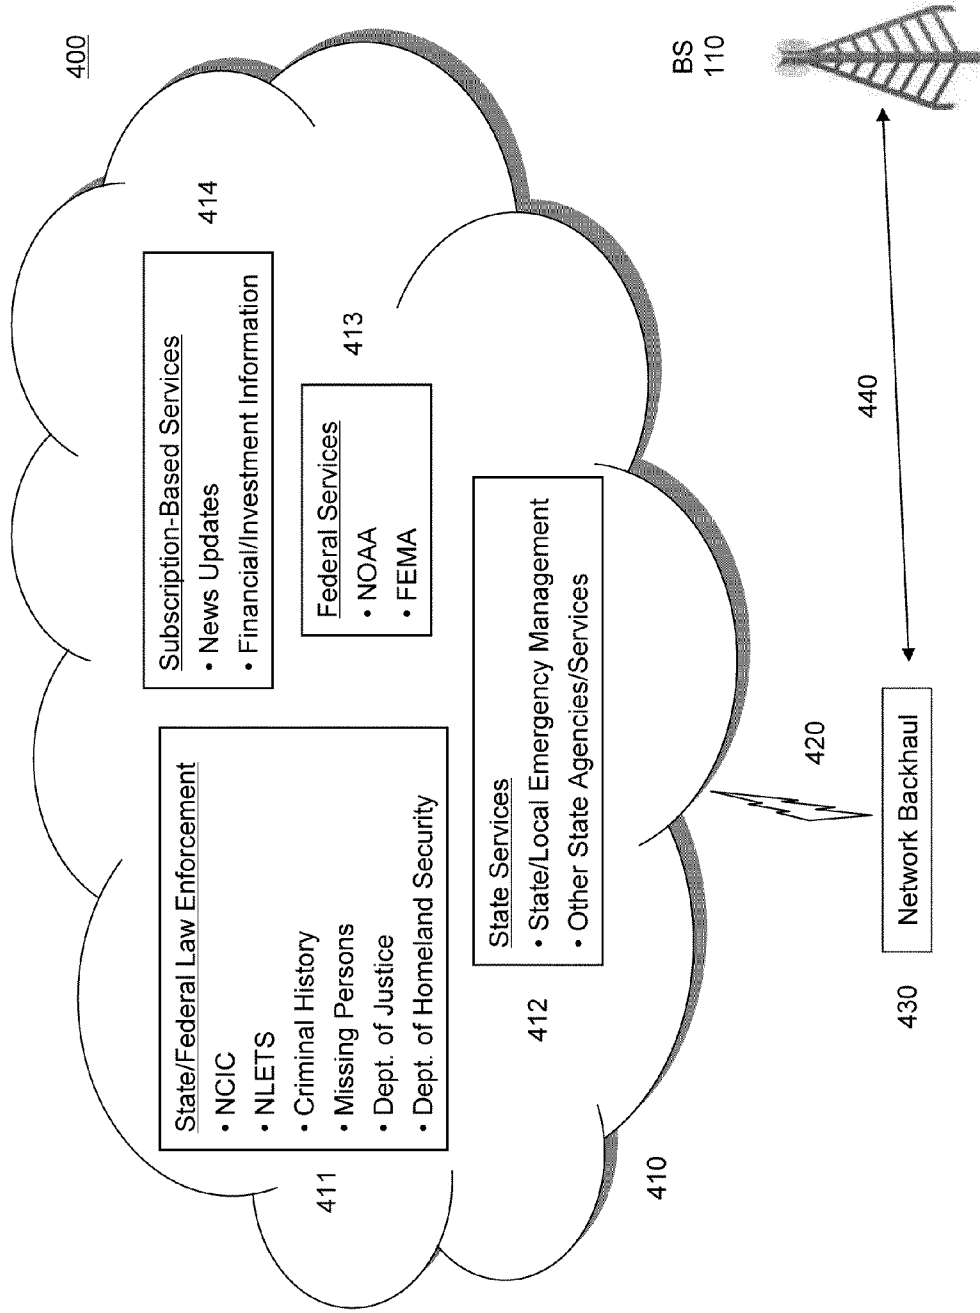 400
State/Federal Law Enforcement
• NCIC
• NLETS
• Criminal History
• Missing Persons
• Dept. of Justice
• Dept. of Homeland Security
411
Subscription-Based Services
• News Updates
• Financial/Investment Information
414
Federal Services
• NOAA
• FEMA
413
State Services
• State/Local Emergency Management
• Other State Agencies/Services
412
410
420
Network Backhaul
430
440
BS
110